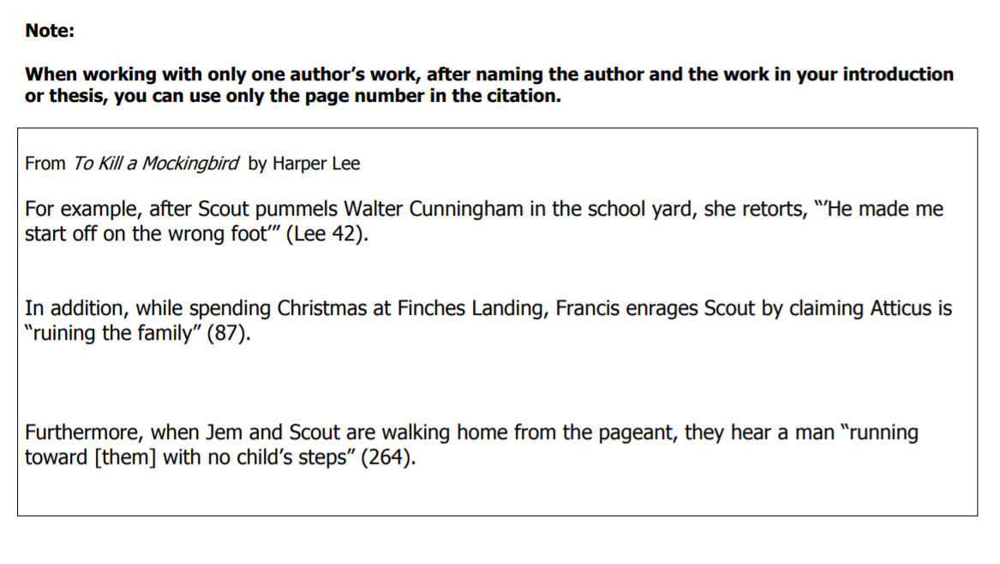 Note:
When working with only one author’s work, after naming the author and the work in your introduction
or thesis, you can use only the page number in the citation.
From To Kill a Mockingbird by Harper Lee
For example, after Scout pummels Walter Cunningham in the school yard, she retorts, “’He made me
start off on the wrong foot’” (Lee 42).
In addition, while spending Christmas at Finches Landing, Francis enrages Scout by claiming Atticus is
“ruining the family” (87).
Furthermore, when Jem and Scout are walking home from the pageant, they hear a man “running
toward [them] with no child’s steps” (264).